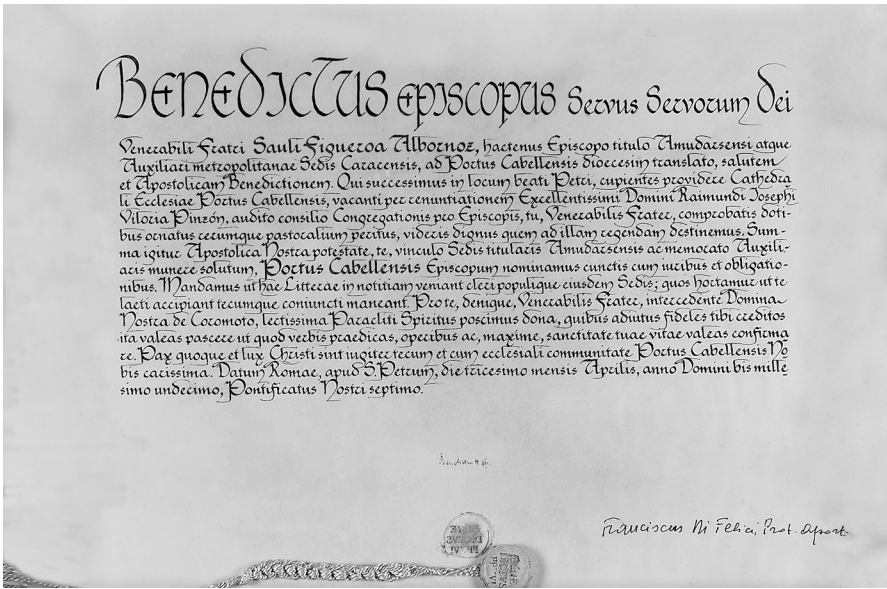 BENEDICTUS EPISCOPUS Servus Servorum Dei
Venerabili Fratri Sauli Figueroa Albornoz, hactenus Episcopo titulo Amudarsensi atque
Auxiliari metropolitanae Sedis Caracensis, ad Portus Cabellensis dioecesim translato, salutem
et Apostolicam Benedictionem. Qui successimus in locum beati Petri, cupientes providere Cathedra
li Ecclesiae Portus Cabellensis, vacanti per renuntiationem Excellentissimi Domini Raimundi Iosephi
Viloria Pinzón, audito consilio Congregationis pro Episcopis, tu, Venerabilis Frater, comprobatis doti-
bus ornatus rerumque pastoralium peritus, videris dignus quem ad illam regendam destinemus. Sum-
ma igitur Apostolica Nostra potestate, te, vinculo Sedis titularis Amudarsensis ac memorato Auxili-
aris munere solutum, Portus Cabellensis Episcopum nominamus cunctis cum iuribus et obligatio-
nibus. Mandamus ut hae Litterae in notitiam veniant cleri populique eiusdem Sedis; quos hortamur ut te
laeti accipiant tecumque coniuncti maneant. Pro te, denique, Venerabilis Frater, intercedente Domina
Nostra de Coromoto, lectissima Paracliti Spiritus poscimus dona, quibus adiutus fideles tibi creditos
ita valeas pascere ut quod verbis praedicas, operibus ac, maxime, sanctitate tuae vitae valeas confirma
re. Pax quoque et lux Christi sint iugiter tecum et cum ecclesiali communitate Portus Cabellensis No
bis carissima. Datum Romae, apud S. Petrum, die tricesimo mensis Aprilis, anno Domini bis mille
simo undecimo, Pontificatus Nostri septimo.
Franciscus Di Felici, Prot. Apost.